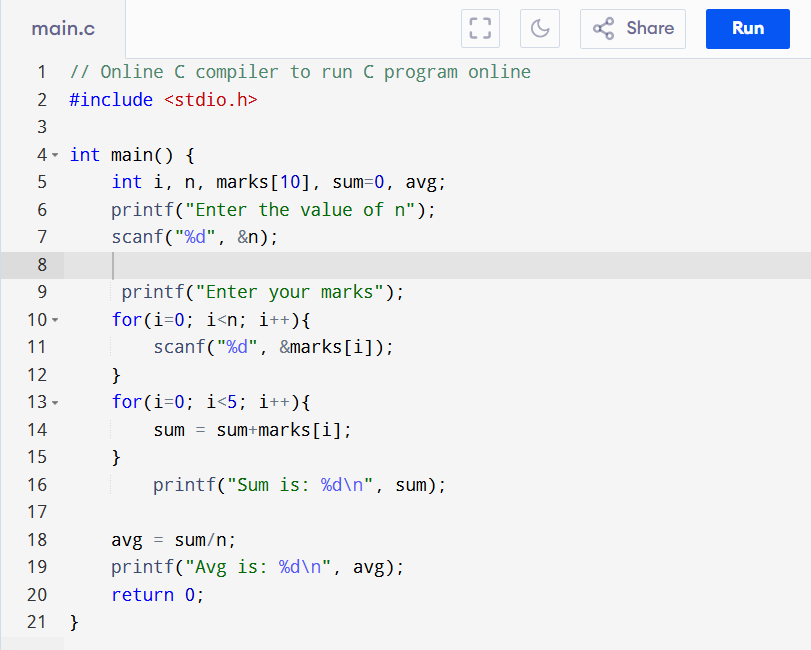 main.c
Share
Run
1 // Online C compiler to run C program online
2 #include <stdio.h>
3
4 int main() {
5     int i, n, marks[10], sum=0, avg;
6     printf("Enter the value of n");
7     scanf("%d", &n);
8
9      printf("Enter your marks");
10     for(i=0; i<n; i++){
11         scanf("%d", &marks[i]);
12     }
13     for(i=0; i<5; i++){
14         sum = sum+marks[i];
15     }
16         printf("Sum is: %d\n", sum);
17
18     avg = sum/n;
19     printf("Avg is: %d\n", avg);
20     return 0;
21 }